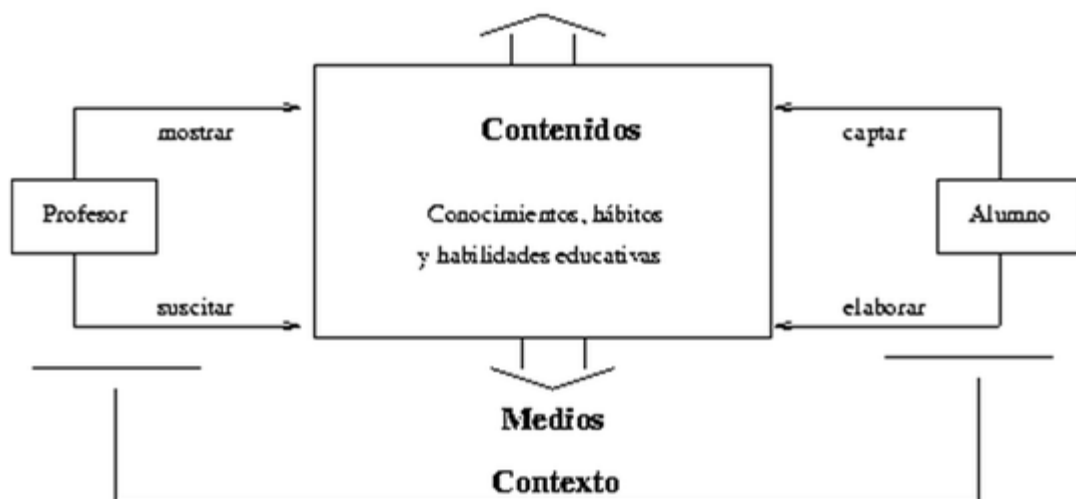 Contenidos
mostrar
captar
Profesor
Conocimientos, hábitos
y habilidades educativas
Alumno
suscitar
elaborar
Medios
Contexto